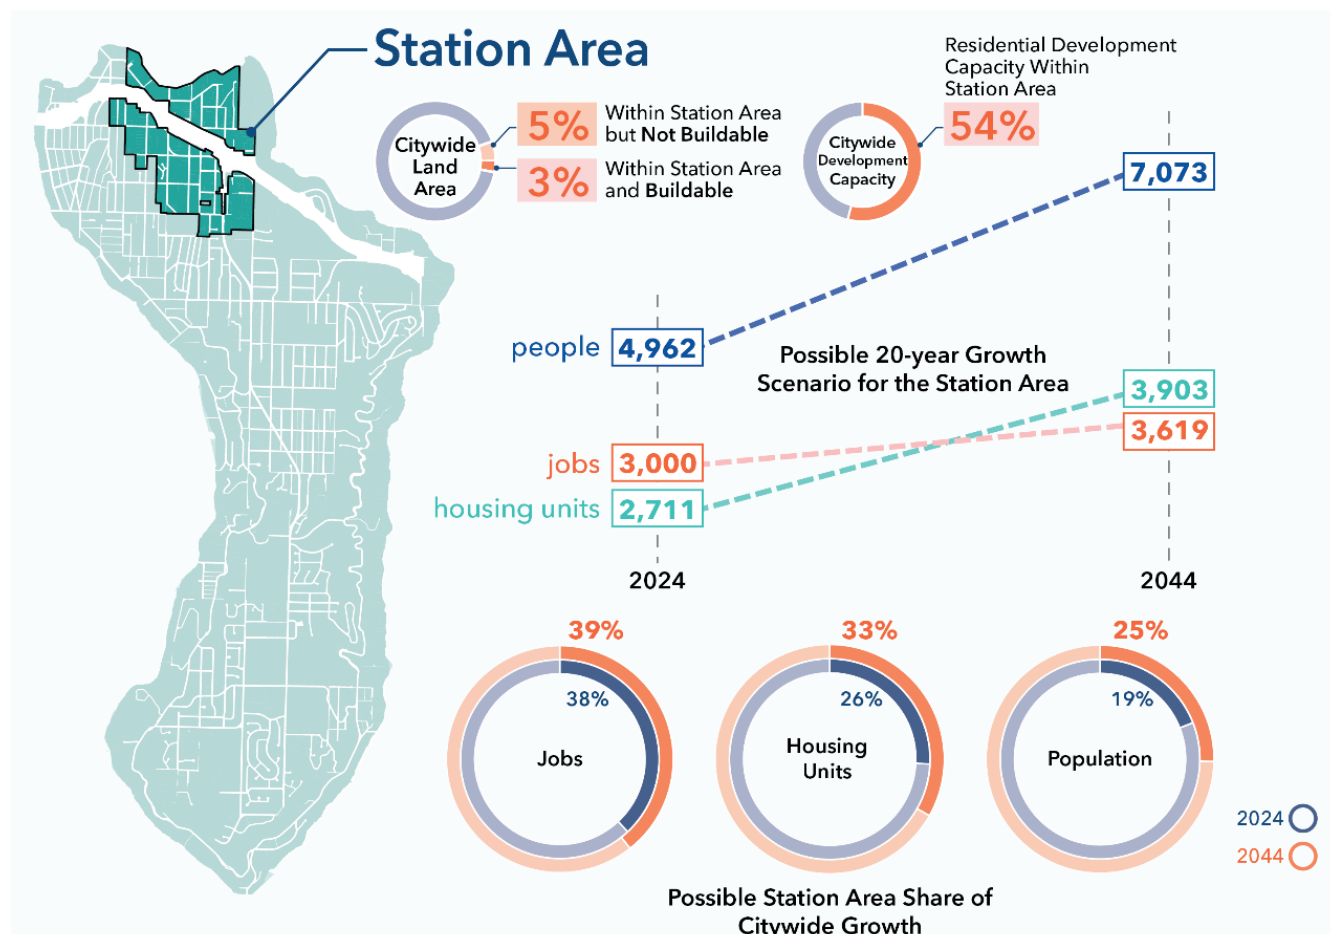 Station Area
Citywide
Land
Area
5%
Within Station Area
but Not Buildable
3%
Within Station Area
and Buildable
Citywide
Development
Capacity
Residential Development
Capacity Within
Station Area
54%
7,073
people 4,962
Possible 20-year Growth
Scenario for the Station Area
3,903
3,619
jobs 3,000
housing units 2,711
2024
2044
39%
38%
Jobs
33%
26%
Housing
Units
25%
19%
Population
2024
2044
Possible Station Area Share of
Citywide Growth